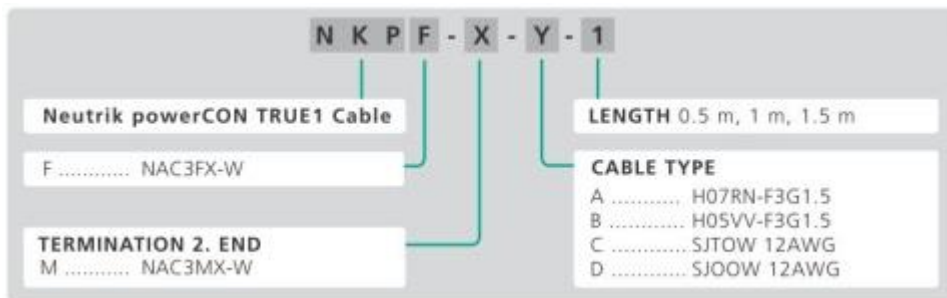 N K P F - X - Y - 1
Neutrik powerCON TRUE1 Cable
F ............ NAC3FX-W
TERMINATION 2. END
M ........... NAC3MX-W
LENGTH 0.5 m, 1 m, 1.5 m
CABLE TYPE
A ............ H07RN-F3G1.5
B ............. H05VV-F3G1.5
C ............ SJTOW 12AWG
D ............ SJOOW 12AWG